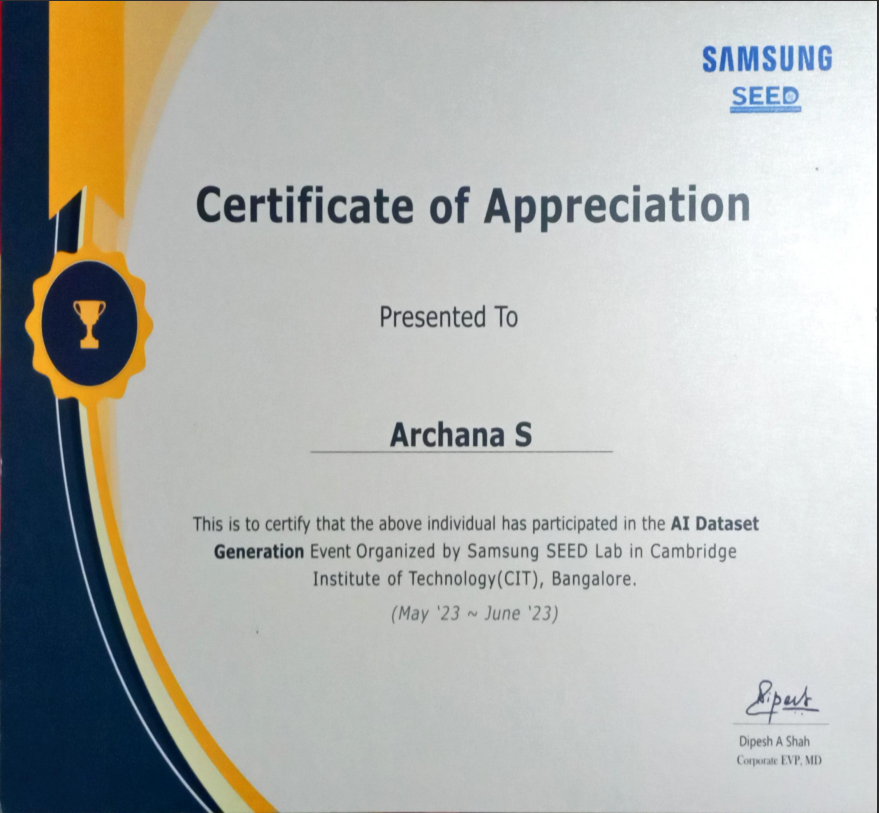 SAMSUNG
SEED
Certificate of Appreciation
Presented To
Archana S
This is to certify that the above individual has participated in the AI Dataset
Generation Event Organized by Samsung SEED Lab in Cambridge
Institute of Technology(CIT), Bangalore.
(May '23 ~ June '23)
Dipesh A Shah
Corporate EVP, MD